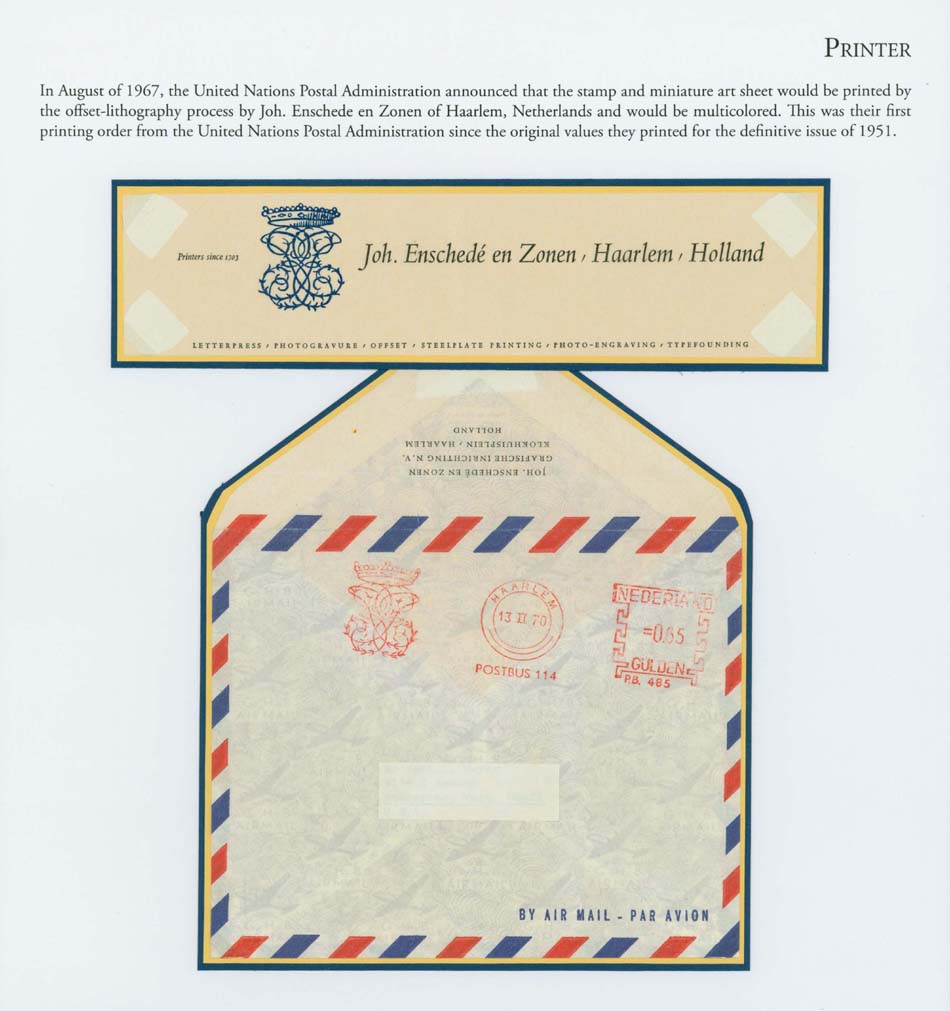 PRINTER
In August of 1967, the United Nations Postal Administration announced that the stamp and miniature art sheet would be printed by
the offset-lithography process by Joh. Enschede en Zonen of Haarlem, Netherlands and would be multicolored. This was their first
printing order from the United Nations Postal Administration since the original values they printed for the definitive issue of 1951.
Printers since 1703
Joh. Enschedé en Zonen, Haarlem, Holland
LETTERPRESS, PHOTOGRAVURE, OFFSET, STEELPLATE PRINTING, PHOTO-ENGRAVING, TYPEFOUNDING
JOH. ENSCHEDÉ EN ZONEN
GRAFISCHE INRICHTING N.V.
KLOKHUISPLEIN, HAARLEM
HOLLAND
HAARLEM
13 II 70
POSTBUS 114
NEDERLAND
=0.65
GULDEN
P.B. 485
BY AIR MAIL - PAR AVION